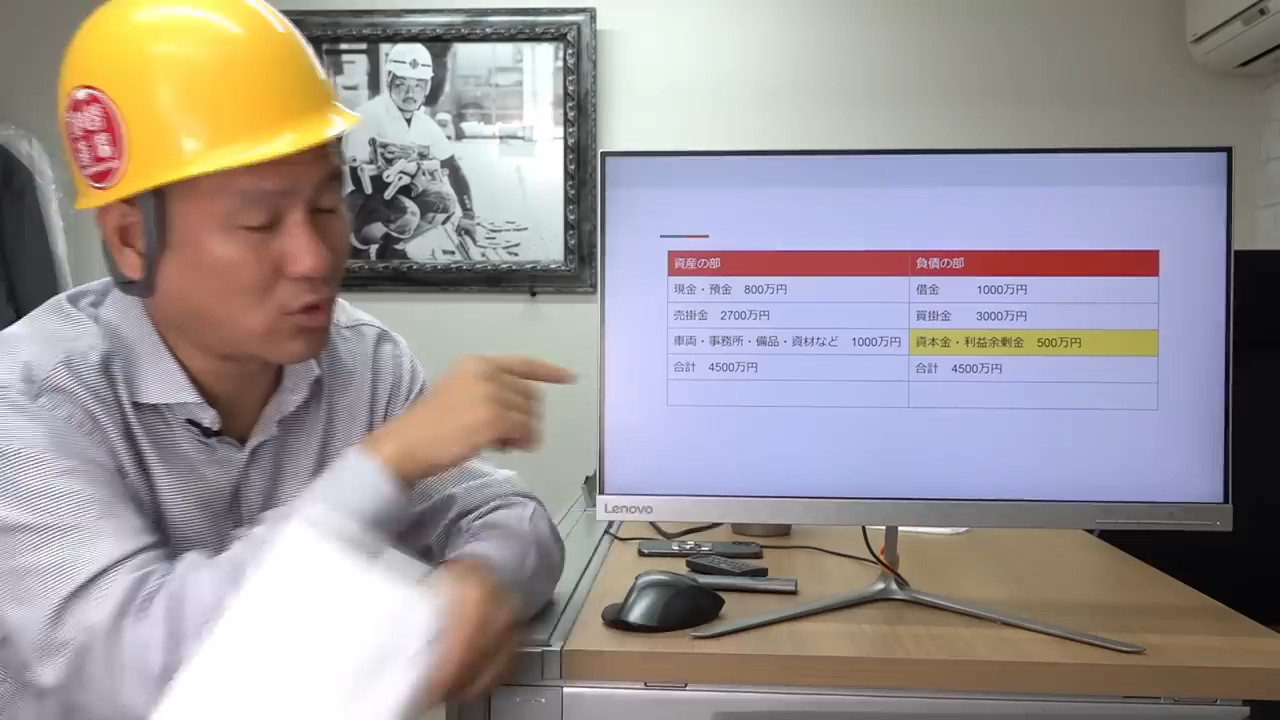 資産の部 負債の部
現金・預金 800万円 借金 1000万円
売掛金 2700万円 買掛金 3000万円
車両・事務所・備品・資材など 1000万円 資本金・利益余剰金 500万円
合計 4500万円 合計 4500万円
Lenovo